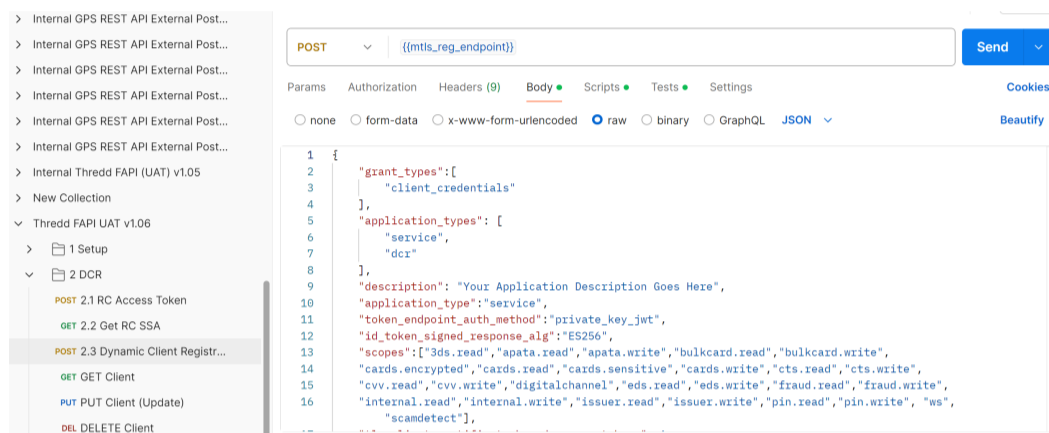 Internal GPS REST API External Post...
Internal GPS REST API External Post...
Internal GPS REST API External Post...
Internal GPS REST API External Post...
Internal GPS REST API External Post...
Internal GPS REST API External Post...
Internal Thredd FAPI (UAT) v1.05
New Collection
Thredd FAPI UAT v1.06
1 Setup
2 DCR
POST 2.1 RC Access Token
GET 2.2 Get RC SSA
POST 2.3 Dynamic Client Registr...
GET GET Client
PUT PUT Client (Update)
DEL DELETE Client
POST {{mtls_reg_endpoint}} Send
Params Authorization Headers (9) Body Scripts Tests Settings Cookies
none form-data x-www-form-urlencoded raw binary GraphQL JSON Beautify
1 {
2 "grant_types":[
3 "client_credentials"
4 ],
5 "application_types": [
6 "service",
7 "dcr"
8 ],
9 "description": "Your Application Description Goes Here",
10 "application_type":"service",
11 "token_endpoint_auth_method":"private_key_jwt",
12 "id_token_signed_response_alg":"ES256",
13 "scopes":["3ds.read","apata.read","apata.write","bulkcard.read","bulkcard.write",
14 "cards.encrypted","cards.read","cards.sensitive","cards.write","cts.read","cts.write",
15 "cvv.read","cvv.write","digitalchannel","eds.read","eds.write","fraud.read","fraud.write",
16 "internal.read","internal.write","issuer.read","issuer.write","pin.read","pin.write", "ws",
"scamdetect"],